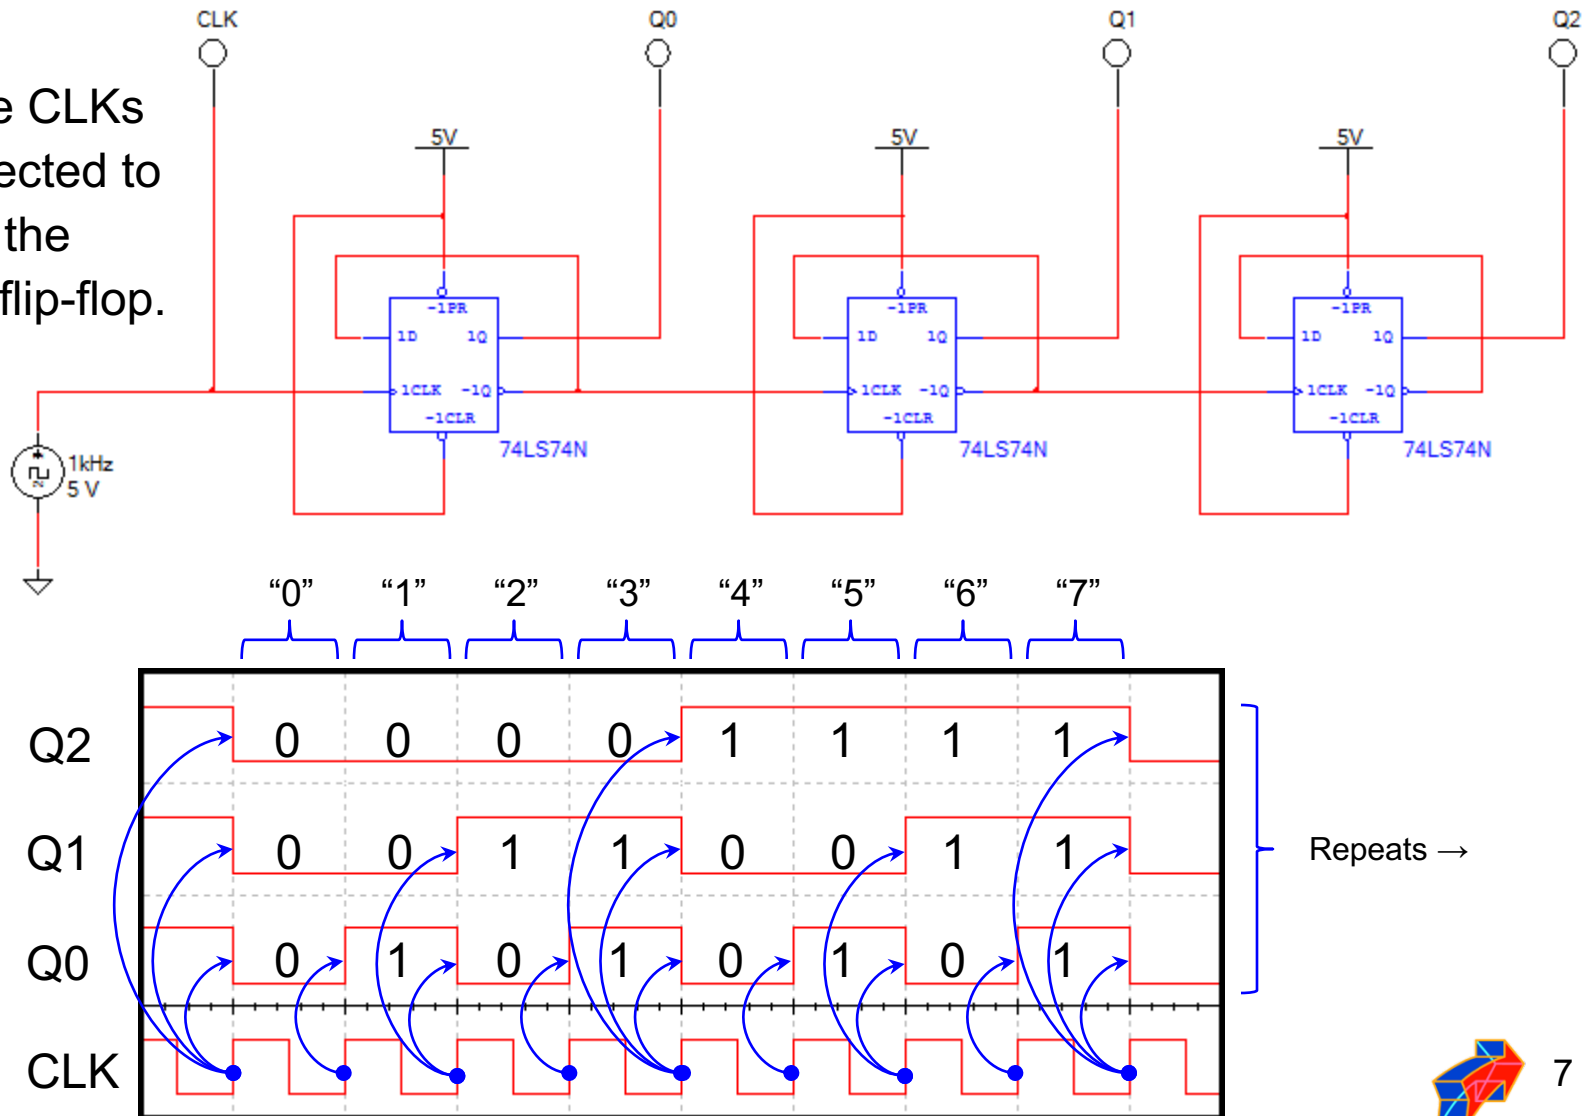 CLK Q0 Q1 Q2
e CLKs
ected to
the
flip-flop.
5V 5V 5V
~1PR ~1PR ~1PR
1D 1Q 1D 1Q 1D 1Q
1CLK ~1Q 1CLK ~1Q 1CLK ~1Q
~1CLR ~1CLR ~1CLR
74LS74N 74LS74N 74LS74N
1kHz
5 V
“0” “1” “2” “3” “4” “5” “6” “7”
Q2 0 0 0 0 1 1 1 1
Q1 0 0 1 1 0 0 1 1
Repeats →
Q0 0 1 0 1 0 1 0 1
CLK
7